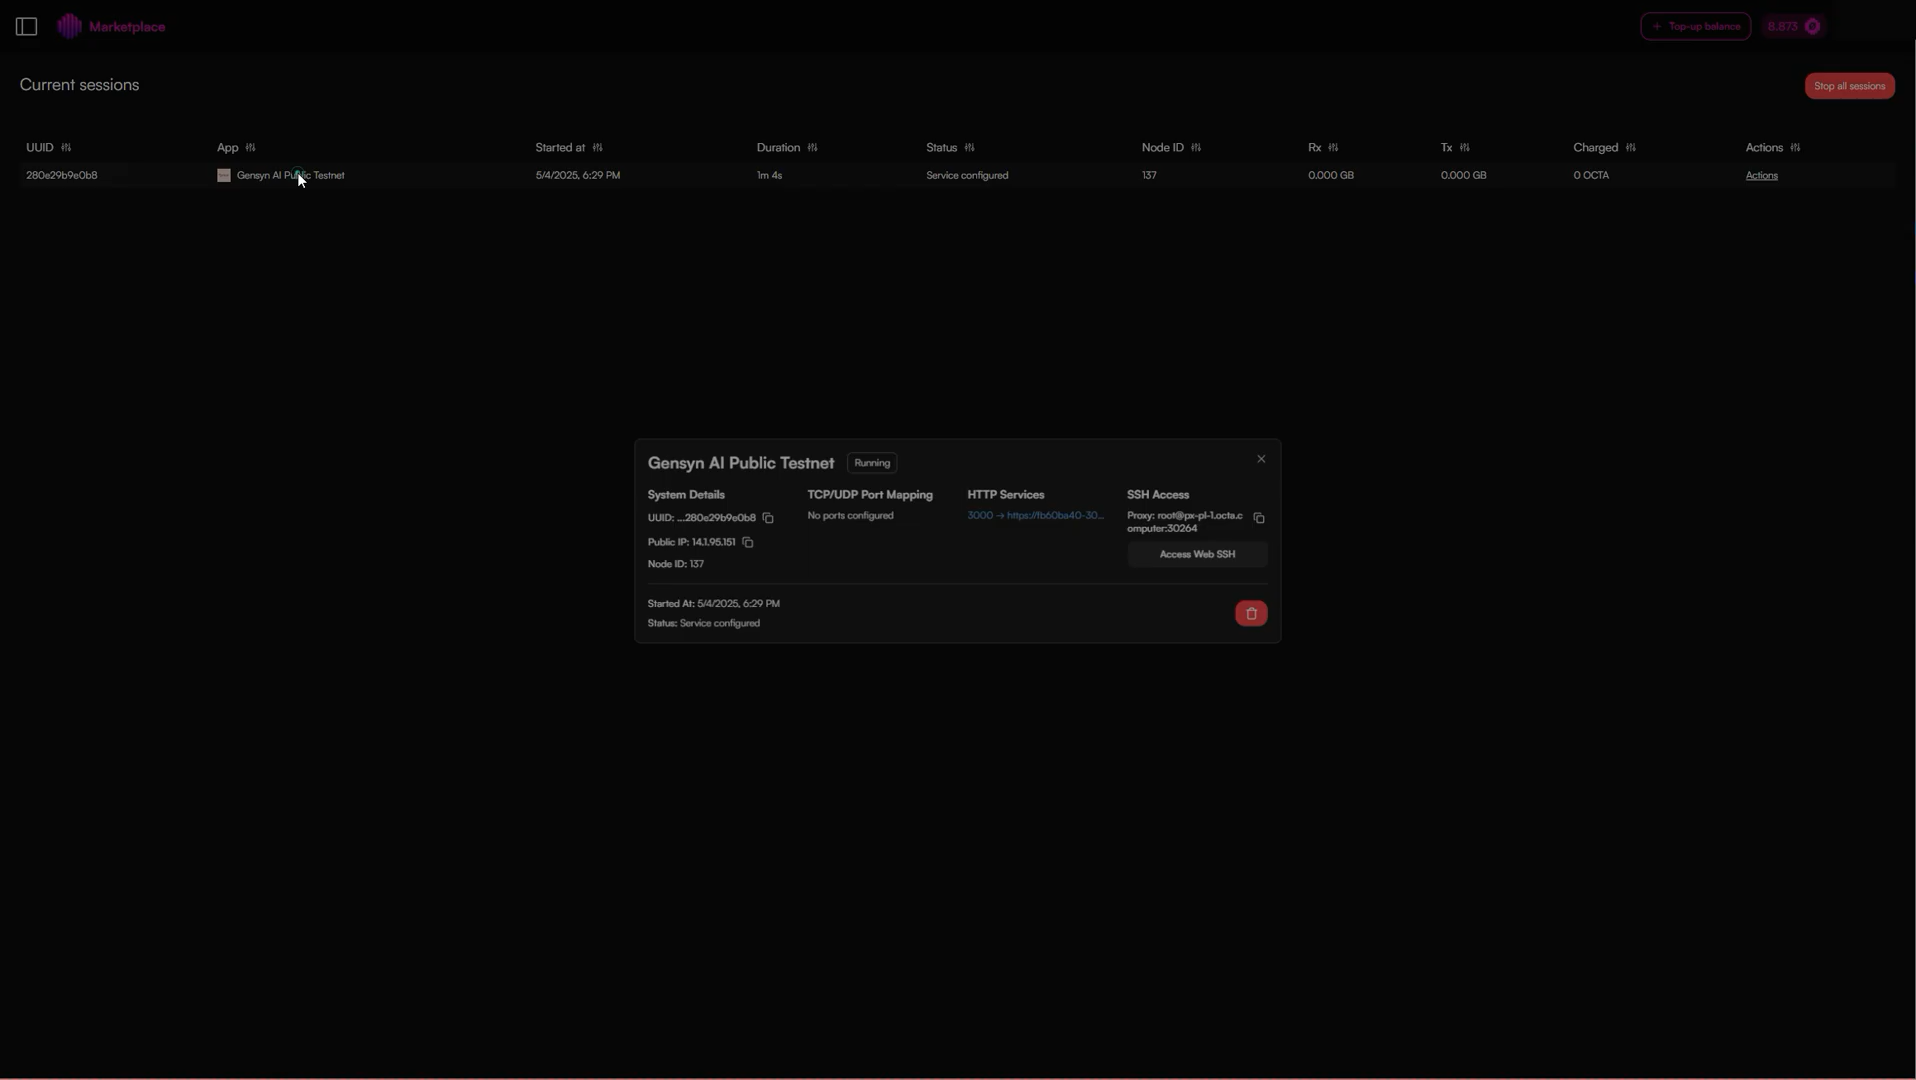 Marketplace
Top-up balance
8.873
Current sessions
Stop all sessions
UUID App Started at Duration Status Node ID Rx Tx Charged Actions
280e29b9e0b8 Gensyn AI Public Testnet 5/4/2025, 6:29 PM 1m 4s Service configured 137 0.000 GB 0.000 GB 0 OCTA Actions
Gensyn AI Public Testnet Running
System Details
UUID: ...280e29b9e0b8
Public IP: 14.1.95.151
Node ID: 137
TCP/UDP Port Mapping
No ports configured
HTTP Services
3000 → https://fb60ba40-30...
SSH Access
Proxy: root@px-pl-1.octa.c
omputer:30264
Access Web SSH
Started At: 5/4/2025, 6:29 PM
Status: Service configured